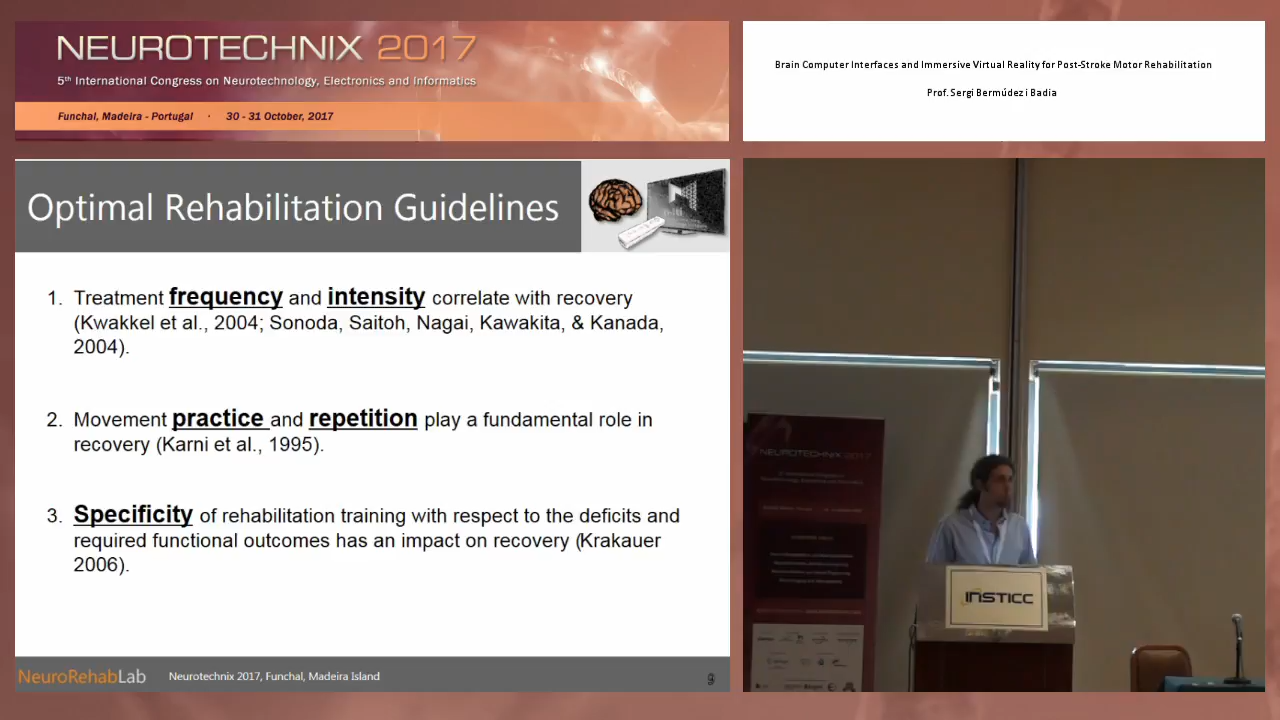 NEUROTECHNIX 2017
5th International Congress on Neurotechnology, Electronics and Informatics
Funchal, Madeira - Portugal · 30 - 31 October, 2017
Brain Computer Interfaces and Immersive Virtual Reality for Post-Stroke Motor Rehabilitation
Prof. Sergi Bermúdez i Badia
Optimal Rehabilitation Guidelines
1. Treatment frequency and intensity correlate with recovery
(Kwakkel et al., 2004; Sonoda, Saitoh, Nagai, Kawakita, & Kanada,
2004).
2. Movement practice and repetition play a fundamental role in
recovery (Karni et al., 1995).
3. Specificity of rehabilitation training with respect to the deficits and
required functional outcomes has an impact on recovery (Krakauer
2006).
NeuroRehabLab
Neurotechnix 2017, Funchal, Madeira Island
9
NEUROTECHNIX 2017
INSTICC